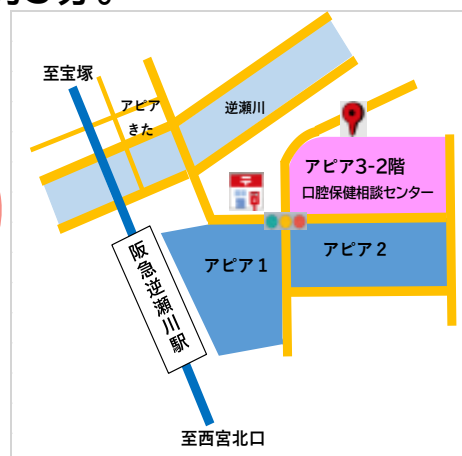 至宝塚
アピア
きた
逆瀬川
アピア3-2階
口腔保健相談センター
アピア1
アピア2
阪急逆瀬川駅
至西宮北口